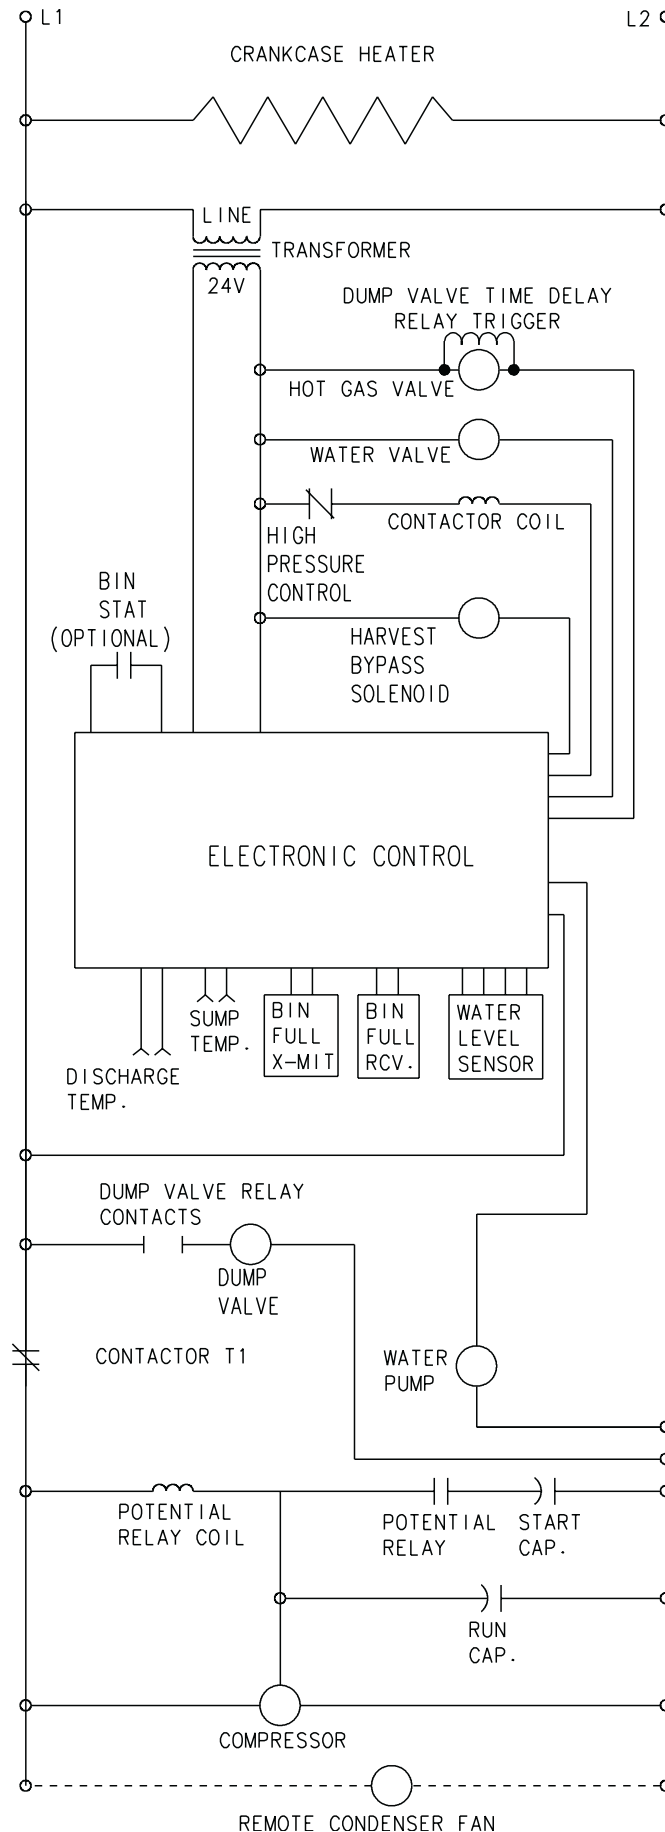 L1
L2
CRANKCASE HEATER
LINE
TRANSFORMER
24V
DUMP VALVE TIME DELAY
RELAY TRIGGER
HOT GAS VALVE
WATER VALVE
CONTACTOR COIL
HIGH
PRESSURE
CONTROL
BIN
STAT
(OPTIONAL)
HARVEST
BYPASS
SOLENOID
ELECTRONIC CONTROL
SUMP
TEMP.
BIN
FULL
X-MIT
BIN
FULL
RCV.
WATER
LEVEL
SENSOR
DISCHARGE
TEMP.
DUMP VALVE RELAY
CONTACTS
DUMP
VALVE
CONTACTOR T1
WATER
PUMP
POTENTIAL
RELAY COIL
POTENTIAL
RELAY
START
CAP.
RUN
CAP.
COMPRESSOR
REMOTE CONDENSER FAN